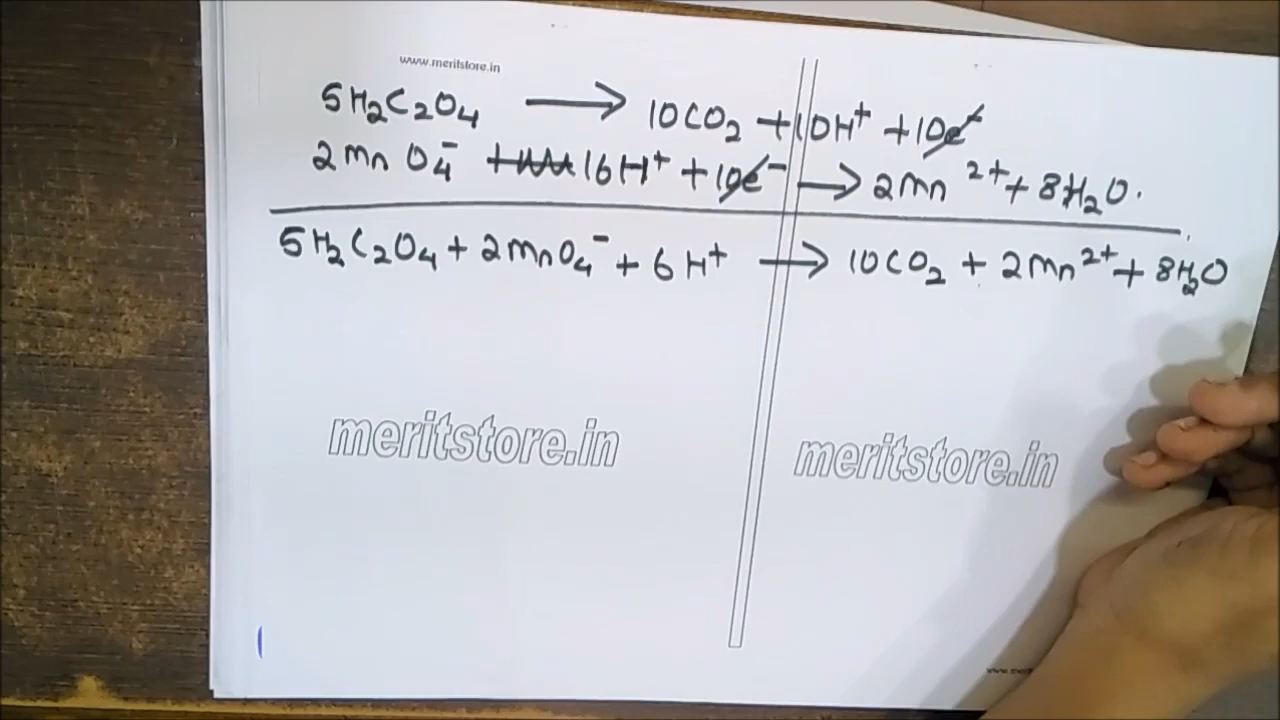 www.meritstore.in
5H₂C₂O₄ ⟶ 10CO₂ + 10H⁺ + 10e⁻
2MnO₄⁻ + 16H⁺ + 10e⁻ ⟶ 2Mn²⁺ + 8H₂O.
5H₂C₂O₄ + 2MnO₄⁻ + 6H⁺ ⟶ 10CO₂ + 2Mn²⁺ + 8H₂O
meritstore.in meritstore.in